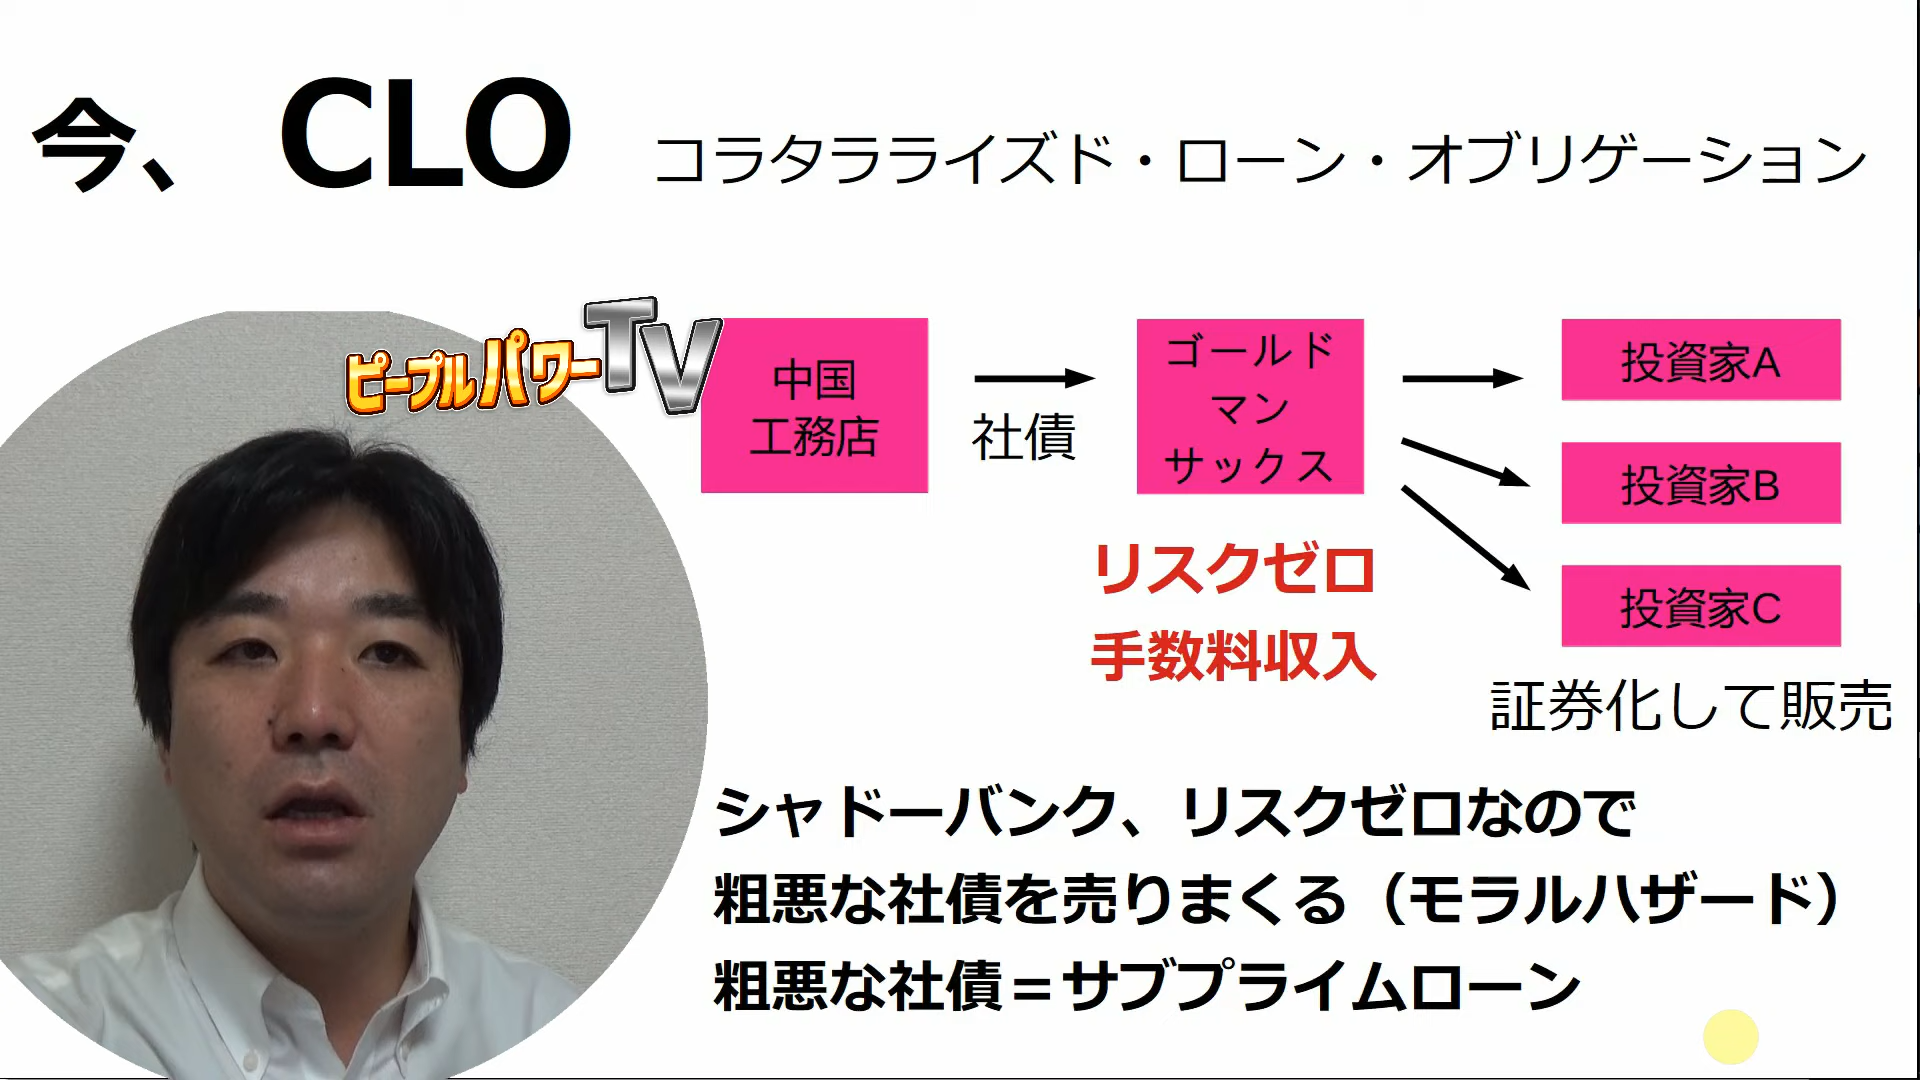 今、CLO コラタラライズド・ローン・オブリゲーション
ピープルパワーTV
中国
工務店
社債
ゴールド
マン
サックス
投資家A
投資家B
投資家C
リスクゼロ
手数料収入
証券化して販売
シャドーバンク、リスクゼロなので
粗悪な社債を売りまくる（モラルハザード）
粗悪な社債＝サブプライムローン